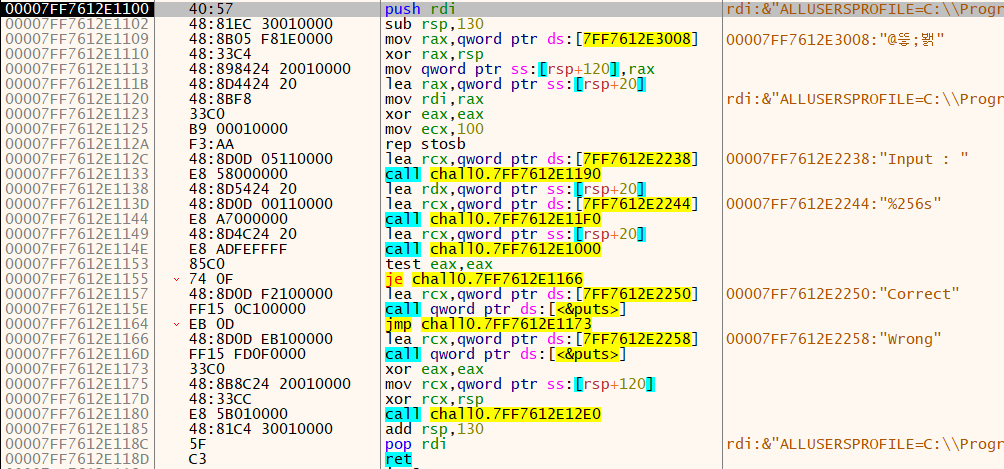 00007FF7612E1100 40:57 push rdi rdi:&"ALLUSERSPROFILE=C:\\Progr
00007FF7612E1102 48:81EC 30010000 sub rsp,130
00007FF7612E1109 48:8B05 F81E0000 mov rax,qword ptr ds:[7FF7612E3008] 00007FF7612E3008:"@뜧;뾁"
00007FF7612E1110 48:33C4 xor rax,rsp
00007FF7612E1113 48:898424 20010000 mov qword ptr ss:[rsp+120],rax
00007FF7612E111B 48:8D4424 20 lea rax,qword ptr ss:[rsp+20]
00007FF7612E1120 48:8BF8 mov rdi,rax rdi:&"ALLUSERSPROFILE=C:\\Progr
00007FF7612E1123 33C0 xor eax,eax
00007FF7612E1125 B9 00010000 mov ecx,100
00007FF7612E112A F3:AA rep stosb
00007FF7612E112C 48:8D0D 05110000 lea rcx,qword ptr ds:[7FF7612E2238] 00007FF7612E2238:"Input : "
00007FF7612E1133 E8 58000000 call chall0.7FF7612E1190
00007FF7612E1138 48:8D5424 20 lea rdx,qword ptr ss:[rsp+20]
00007FF7612E113D 48:8D0D 00110000 lea rcx,qword ptr ds:[7FF7612E2244] 00007FF7612E2244:"%256s"
00007FF7612E1144 E8 A7000000 call chall0.7FF7612E11F0
00007FF7612E1149 48:8D4C24 20 lea rcx,qword ptr ss:[rsp+20]
00007FF7612E114E E8 ADFEFFFF call chall0.7FF7612E1000
00007FF7612E1153 85C0 test eax,eax
00007FF7612E1155 74 0F je chall0.7FF7612E1166
00007FF7612E1157 48:8D0D F2100000 lea rcx,qword ptr ds:[7FF7612E2250] 00007FF7612E2250:"Correct"
00007FF7612E115E FF15 0C100000 call qword ptr ds:[<&puts>]
00007FF7612E1164 EB 0D jmp chall0.7FF7612E1173
00007FF7612E1166 48:8D0D EB100000 lea rcx,qword ptr ds:[7FF7612E2258] 00007FF7612E2258:"Wrong"
00007FF7612E116D FF15 FD0F0000 call qword ptr ds:[<&puts>]
00007FF7612E1173 33C0 xor eax,eax
00007FF7612E1175 48:8B8C24 20010000 mov rcx,qword ptr ss:[rsp+120]
00007FF7612E117D 48:33CC xor rcx,rsp
00007FF7612E1180 E8 5B010000 call chall0.7FF7612E12E0
00007FF7612E1185 48:81C4 30010000 add rsp,130
00007FF7612E118C 5F pop rdi rdi:&"ALLUSERSPROFILE=C:\\Progr
00007FF7612E118D C3 ret